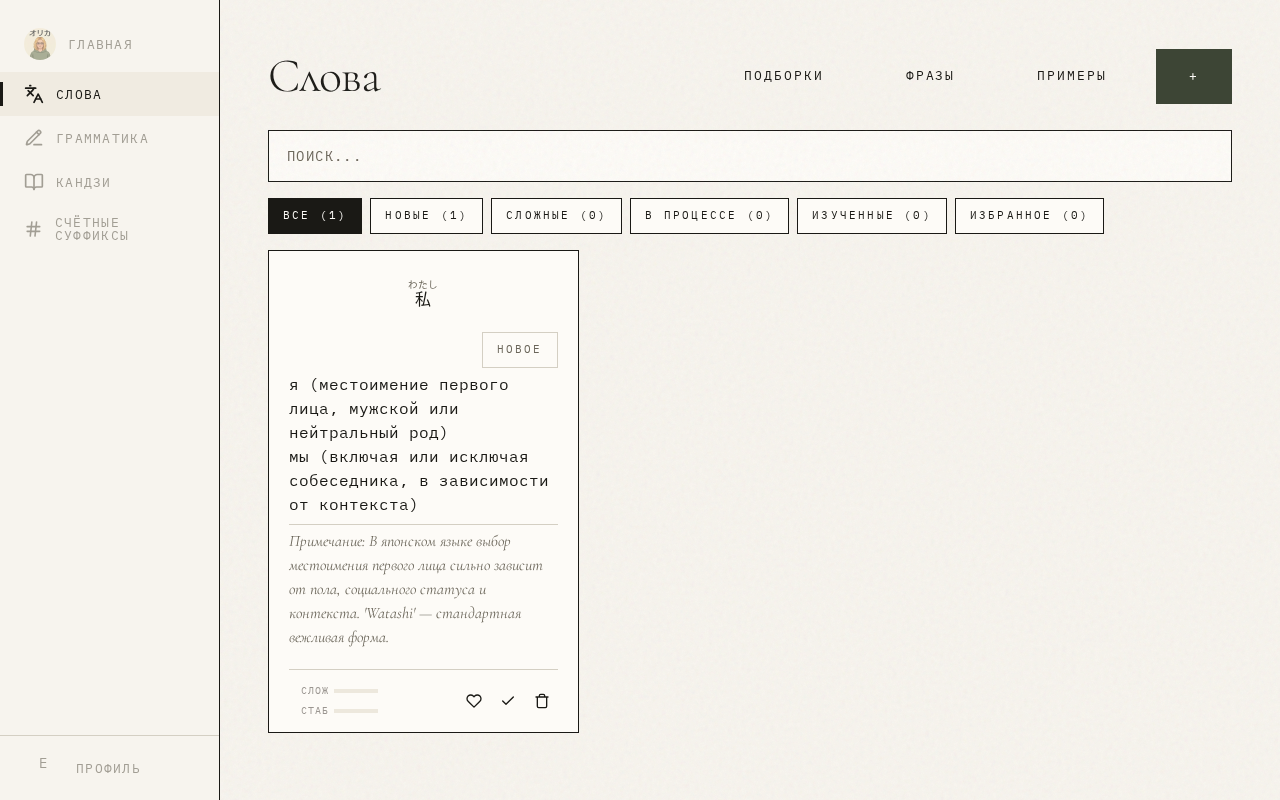 オリカ
ГЛАВНАЯ
СЛОВА
ГРАММАТИКА
КАНДЗИ
СЧЁТНЫЕ
СУФФИКСЫ
E
ПРОФИЛЬ
Слова
ПОДБОРКИ
ФРАЗЫ
ПРИМЕРЫ
+
ПОИСК...
ВСЕ (1)
НОВЫЕ (1)
СЛОЖНЫЕ (0)
В ПРОЦЕССЕ (0)
ИЗУЧЕННЫЕ (0)
ИЗБРАННОЕ (0)
わたし
私
НОВОЕ
я (местоимение первого
лица, мужской или
нейтральный род)
мы (включая или исключая
собеседника, в зависимости
от контекста)
Примечание: В японском языке выбор
местоимения первого лица сильно зависит
от пола, социального статуса и
контекста. 'Watashi' — стандартная
вежливая форма.
СЛОЖ
СТАБ